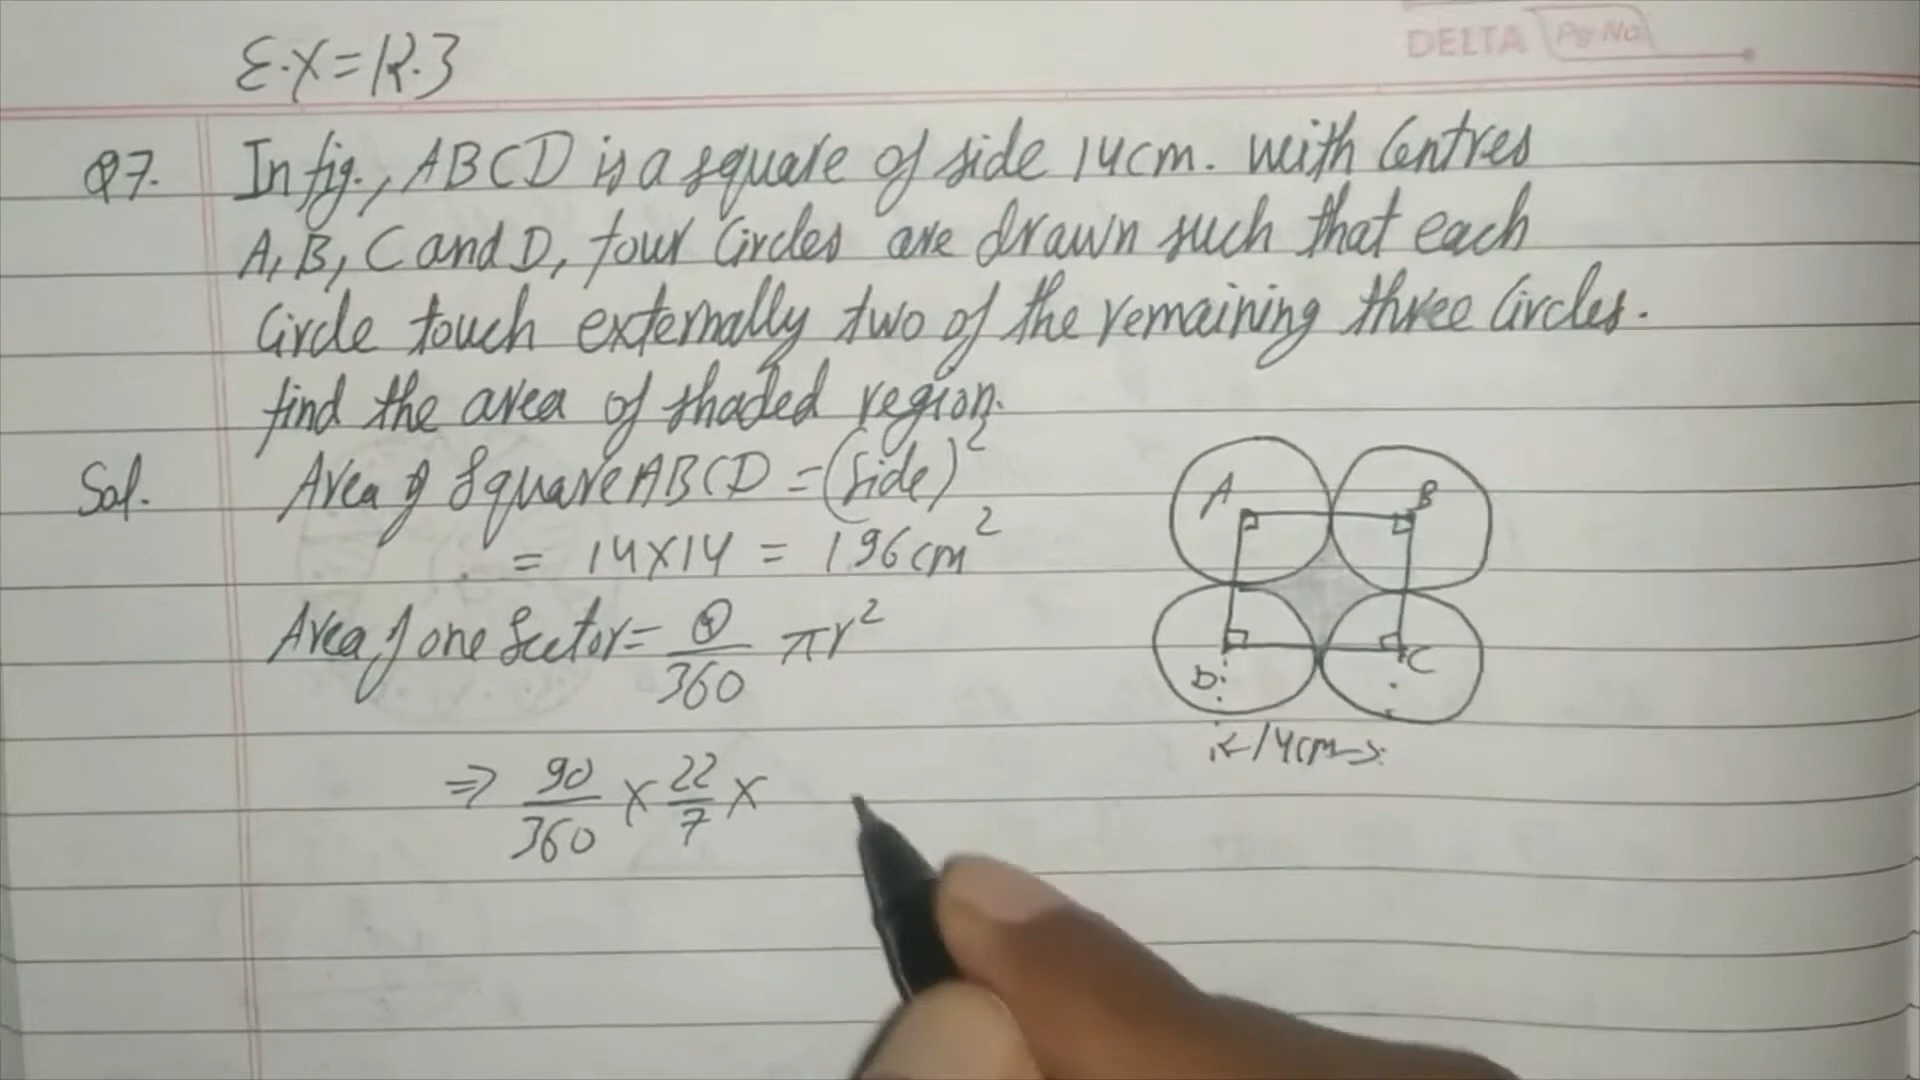 DELTA Pg No.
E.X=12.3
Q7. In fig., ABCD is a square of side 14cm. with Centres
A, B, C and D, four Circles are drawn such that each
Circle touch externally two of the remaining three Circles.
find the area of shaded region.
Sol. Area of Square ABCD = (side)²
= 14×14 = 196cm²
Area of one Sector = θ/360 πr²
⇒ 90/360 × 22/7 ×
A B
D C
14cm